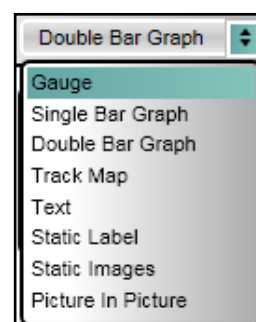 Double Bar Graph
Gauge
Single Bar Graph
Double Bar Graph
Track Map
Text
Static Label
Static Images
Picture In Picture